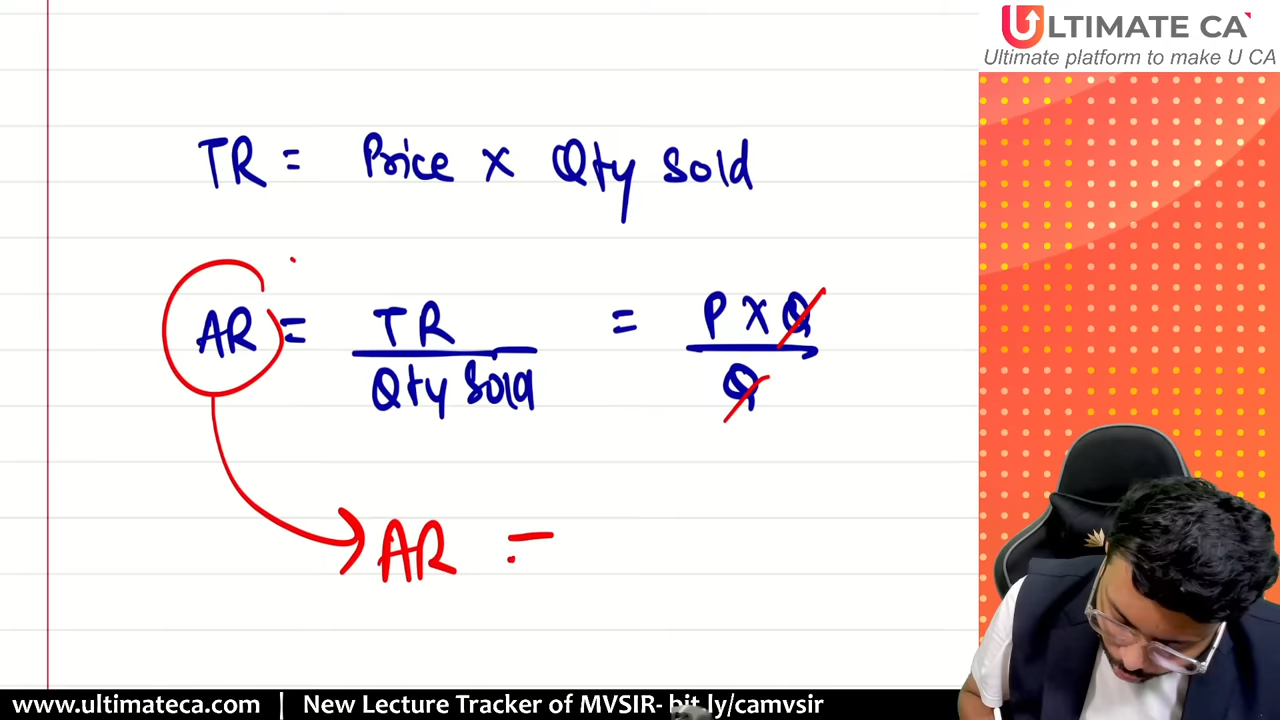 ULTIMATE CA
Ultimate platform to make U CA
TR = Price × Qty Sold
AR = TR / Qty Sold = P × Q / Q
AR =
www.ultimateca.com | New Lecture Tracker of MVSIR- bit.ly/camvsir